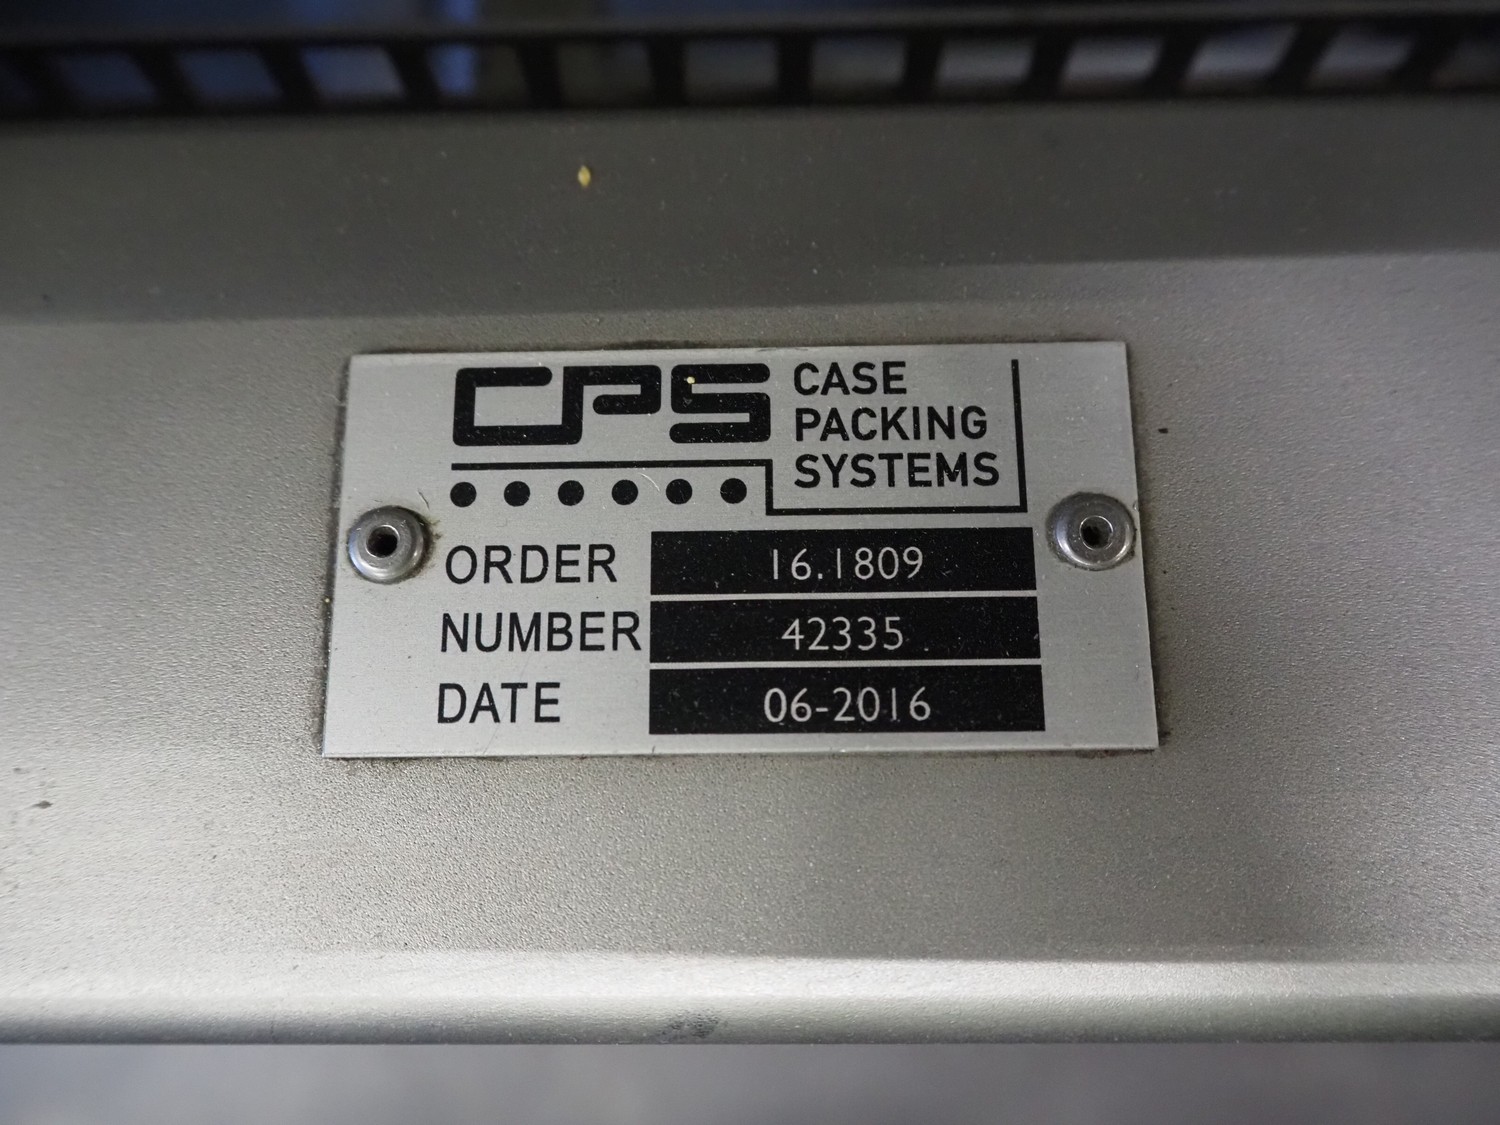 CPS
CASE
PACKING
SYSTEMS
ORDER 16.1809
NUMBER 42335
DATE 06-2016